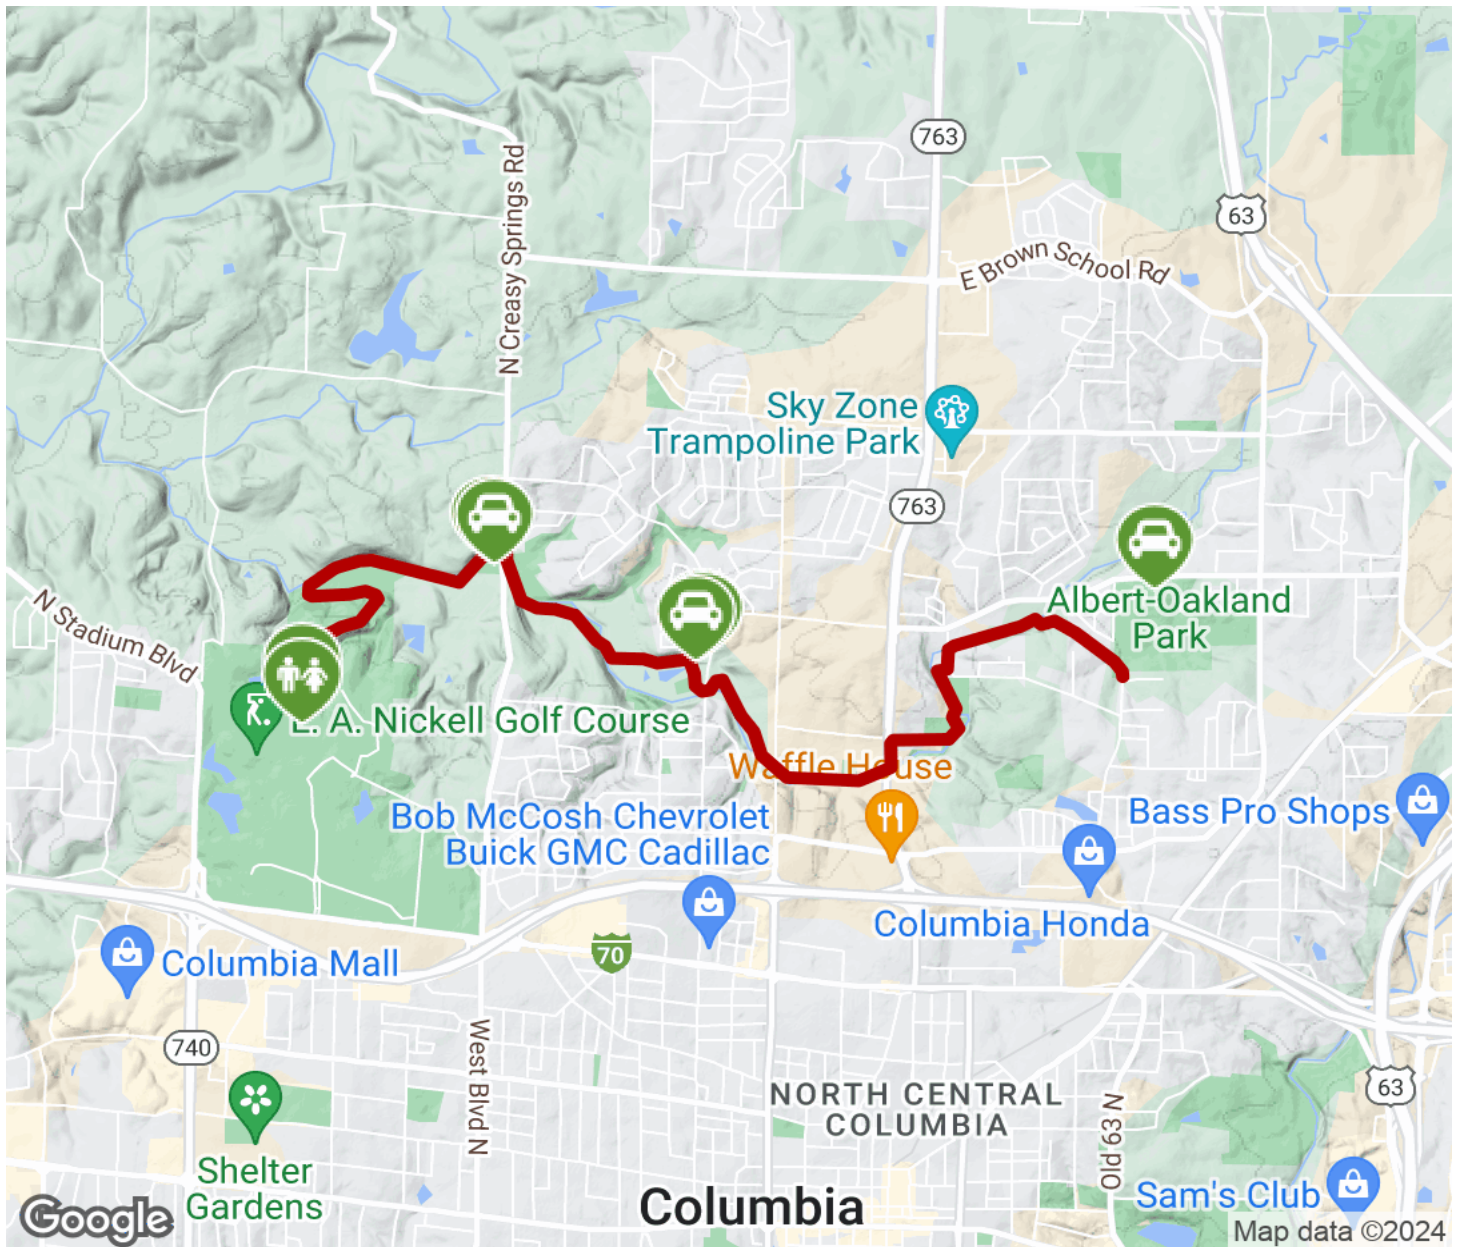 763
63
N Creasy Springs Rd
E Brown School Rd
Sky Zone
Trampoline Park
763
Albert-Oakland
Park
N Stadium Blvd
L. A. Nickell Golf Course
Waffle House
Bob McCosh Chevrolet
Buick GMC Cadillac
Bass Pro Shops
Columbia Honda
70
Columbia Mall
740
West Blvd N
NORTH CENTRAL
COLUMBIA
63
Old 63 N
Shelter
Gardens
Columbia
Sam's Club
Google
Map data ©2024